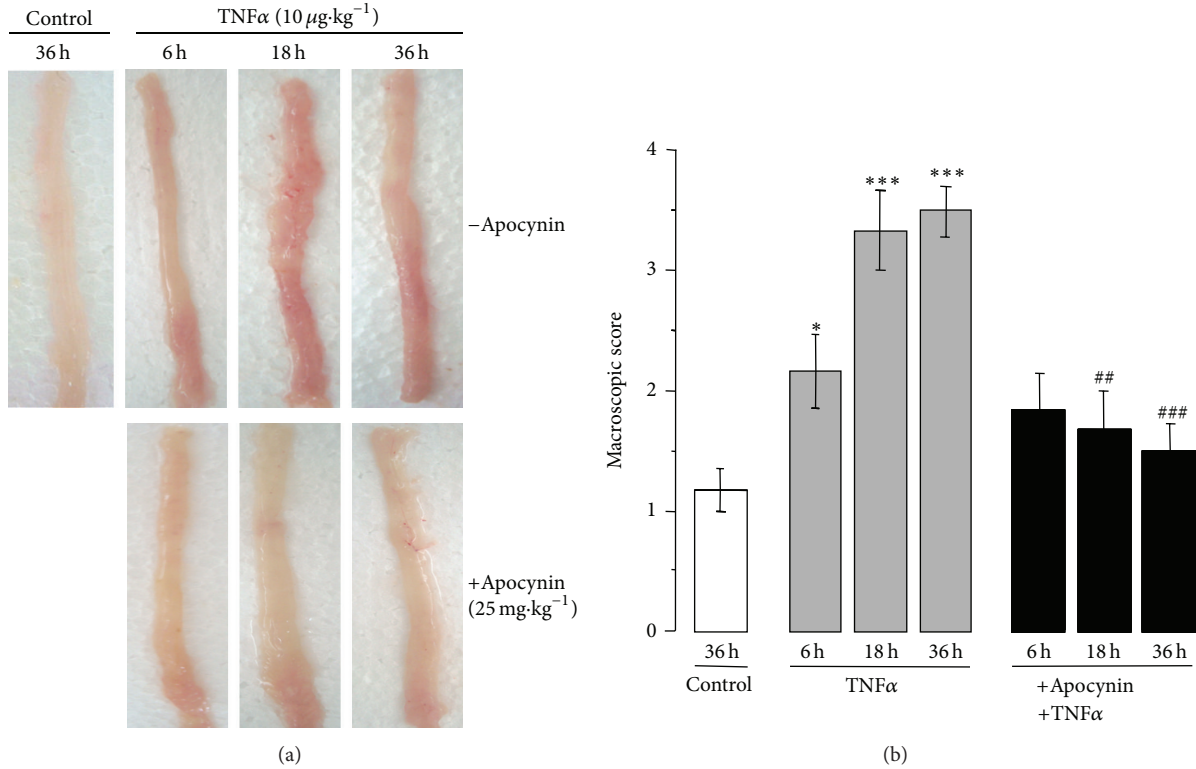 Control
TNFα (10 μg·kg⁻¹)
36 h
6 h
18 h
36 h
−Apocynin
+Apocynin
(25 mg·kg⁻¹)
(a)
Macroscopic score
4
3
2
1
0
*
***
***
##
###
36 h
6 h
18 h
36 h
6 h
18 h
36 h
Control
TNFα
+Apocynin
+TNFα
(b)